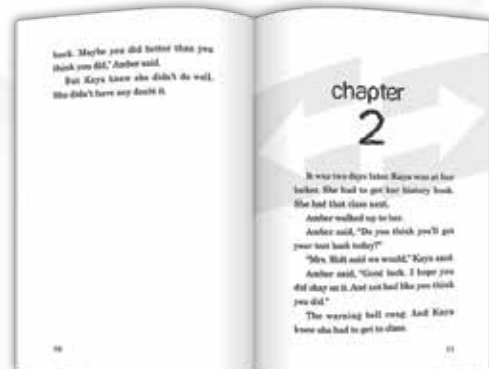 back. Maybe you did better than you
think you did," Amber said.
But Kaya knew she didn't do well.
She didn't have any doubt it.
chapter
2
It was two days later. Kaya was at her
locker. She had to get her history book.
She had that class next.
Amber walked up to her.
Amber said, "Do you think you'll get
your test back today?"
"Mrs. Holt said we would," Kaya said.
Amber said, "Good luck. I hope you
did okay on it. And not bad like you think
you did."
The warning bell rang. And Kaya
knew she had to get to class.